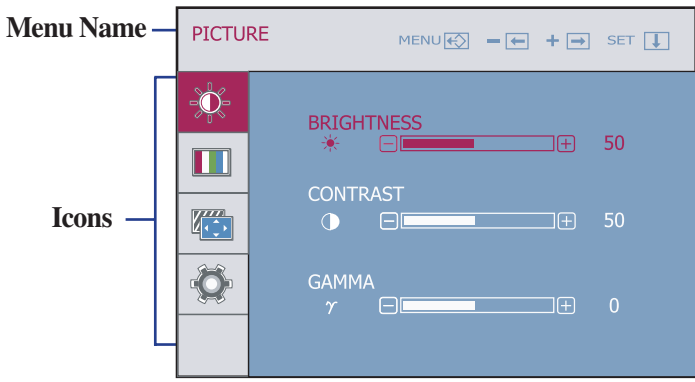 Menu Name
PICTURE
MENU - + SET
Icons
BRIGHTNESS
50
CONTRAST
50
GAMMA
γ 0